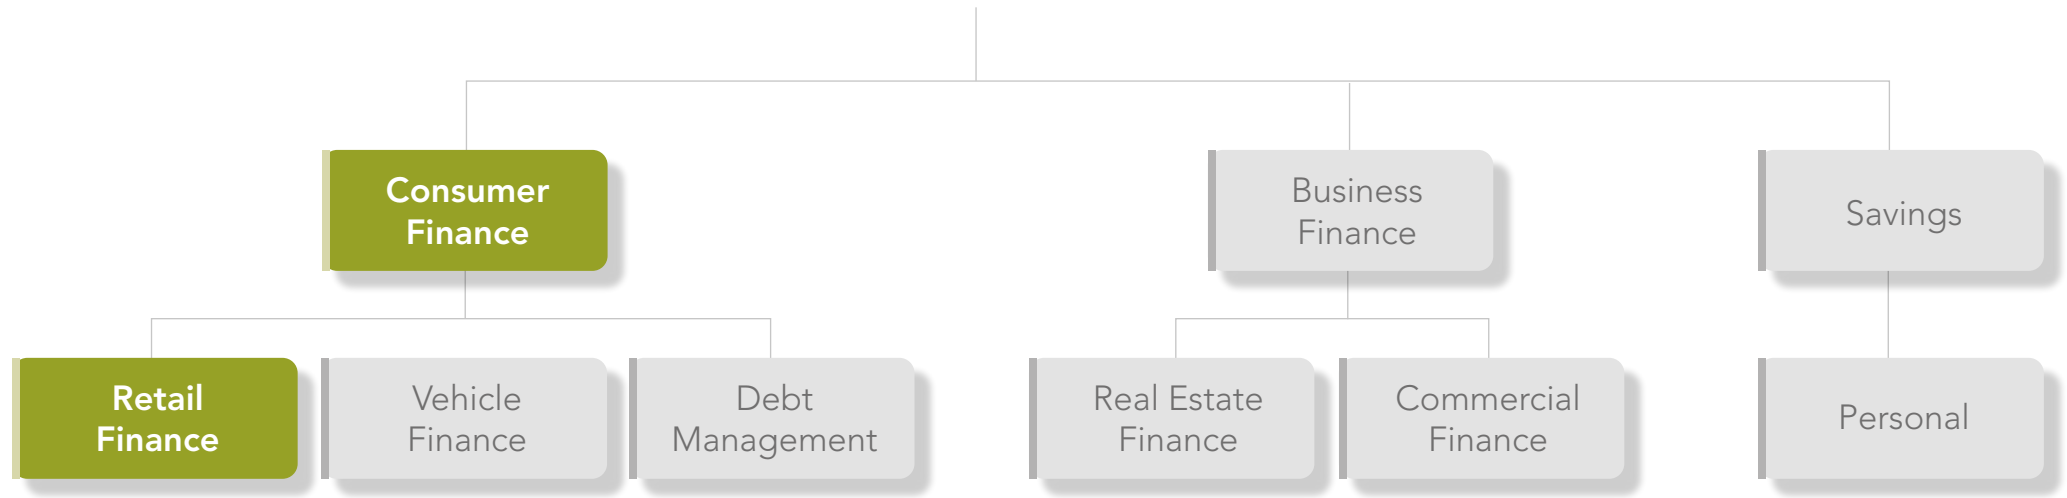 Consumer
Finance
Business
Finance
Savings
Retail
Finance
Vehicle
Finance
Debt
Management
Real Estate
Finance
Commercial
Finance
Personal